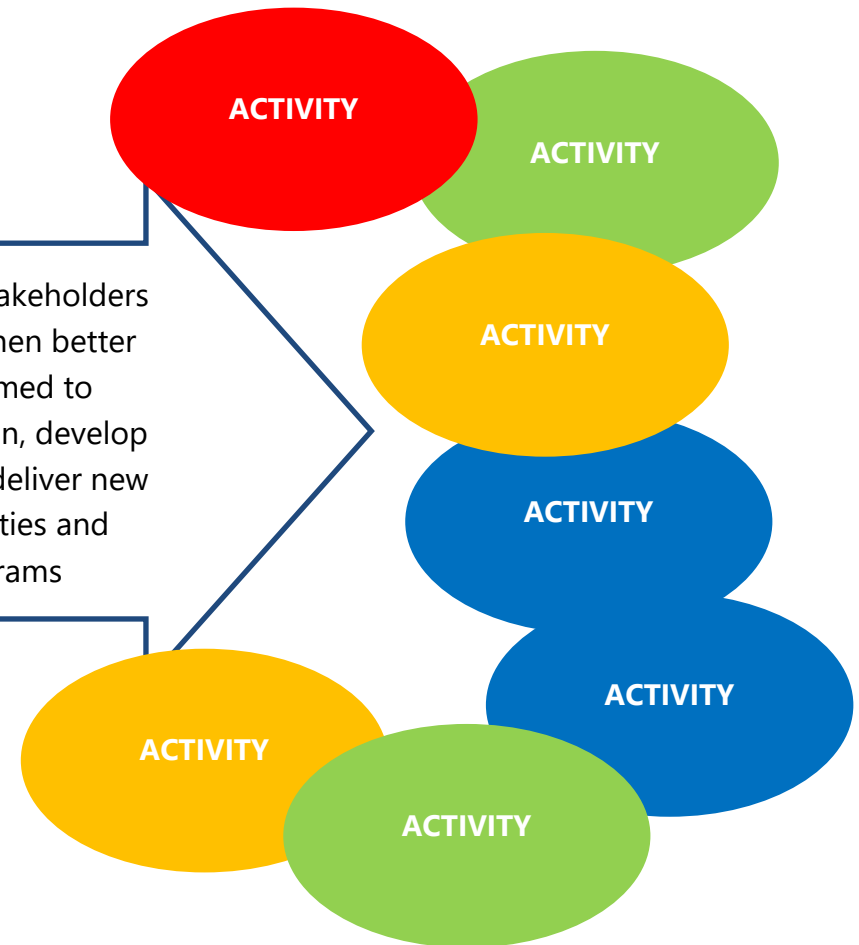 ACTIVITY
ACTIVITY
ACTIVITY
akeholders
hen better
med to
n, develop
deliver new
ties and
rams
ACTIVITY
ACTIVITY
ACTIVITY
ACTIVITY